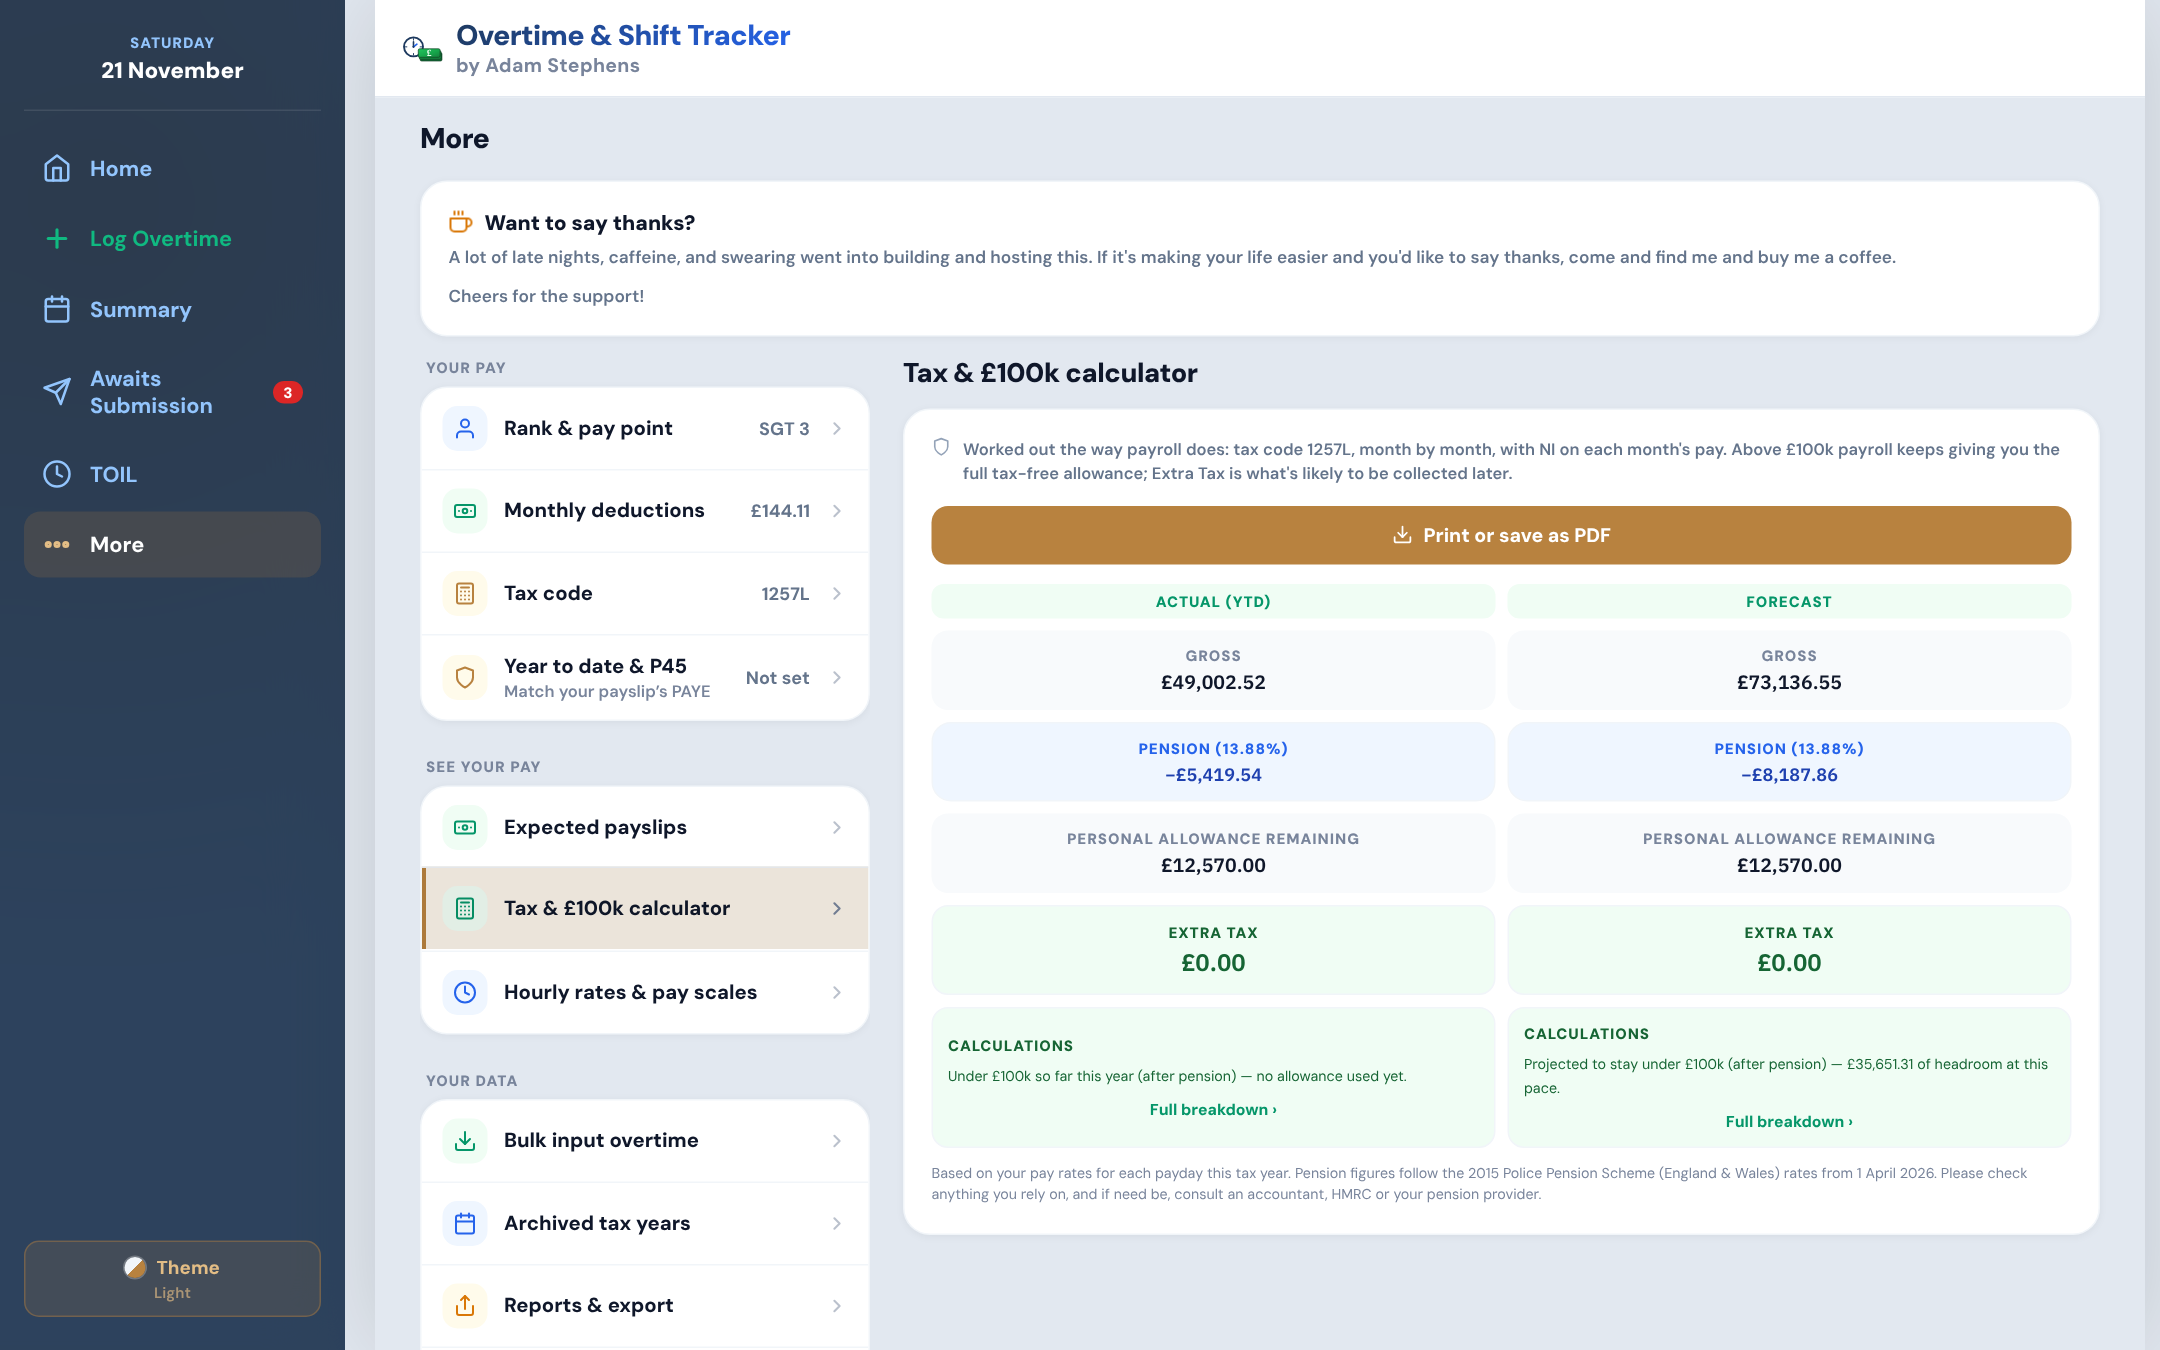 SATURDAY
21 November
Home
Log Overtime
Summary
Awaits
Submission
3
TOIL
More
Theme
Light
£
Overtime & Shift Tracker
by Adam Stephens
More
Want to say thanks?
A lot of late nights, caffeine, and swearing went into building and hosting this. If it's making your life easier and you'd like to say thanks, come and find me and buy me a coffee.
Cheers for the support!
YOUR PAY
Rank & pay point
SGT 3
Monthly deductions
£144.11
Tax code
1257L
Year to date & P45
Match your payslip’s PAYE
Not set
SEE YOUR PAY
Expected payslips
Tax & £100k calculator
Hourly rates & pay scales
YOUR DATA
Bulk input overtime
Archived tax years
Reports & export
Tax & £100k calculator
Worked out the way payroll does: tax code 1257L, month by month, with NI on each month's pay. Above £100k payroll keeps giving you the
full tax-free allowance; Extra Tax is what's likely to be collected later.
Print or save as PDF
ACTUAL (YTD)
FORECAST
GROSS
£49,002.52
GROSS
£73,136.55
PENSION (13.88%)
−£5,419.54
PENSION (13.88%)
−£8,187.86
PERSONAL ALLOWANCE REMAINING
£12,570.00
PERSONAL ALLOWANCE REMAINING
£12,570.00
EXTRA TAX
£0.00
EXTRA TAX
£0.00
CALCULATIONS
Under £100k so far this year (after pension) — no allowance used yet.
Full breakdown ›
CALCULATIONS
Projected to stay under £100k (after pension) — £35,651.31 of headroom at this
pace.
Full breakdown ›
Based on your pay rates for each payday this tax year. Pension figures follow the 2015 Police Pension Scheme (England & Wales) rates from 1 April 2026. Please check
anything you rely on, and if need be, consult an accountant, HMRC or your pension provider.